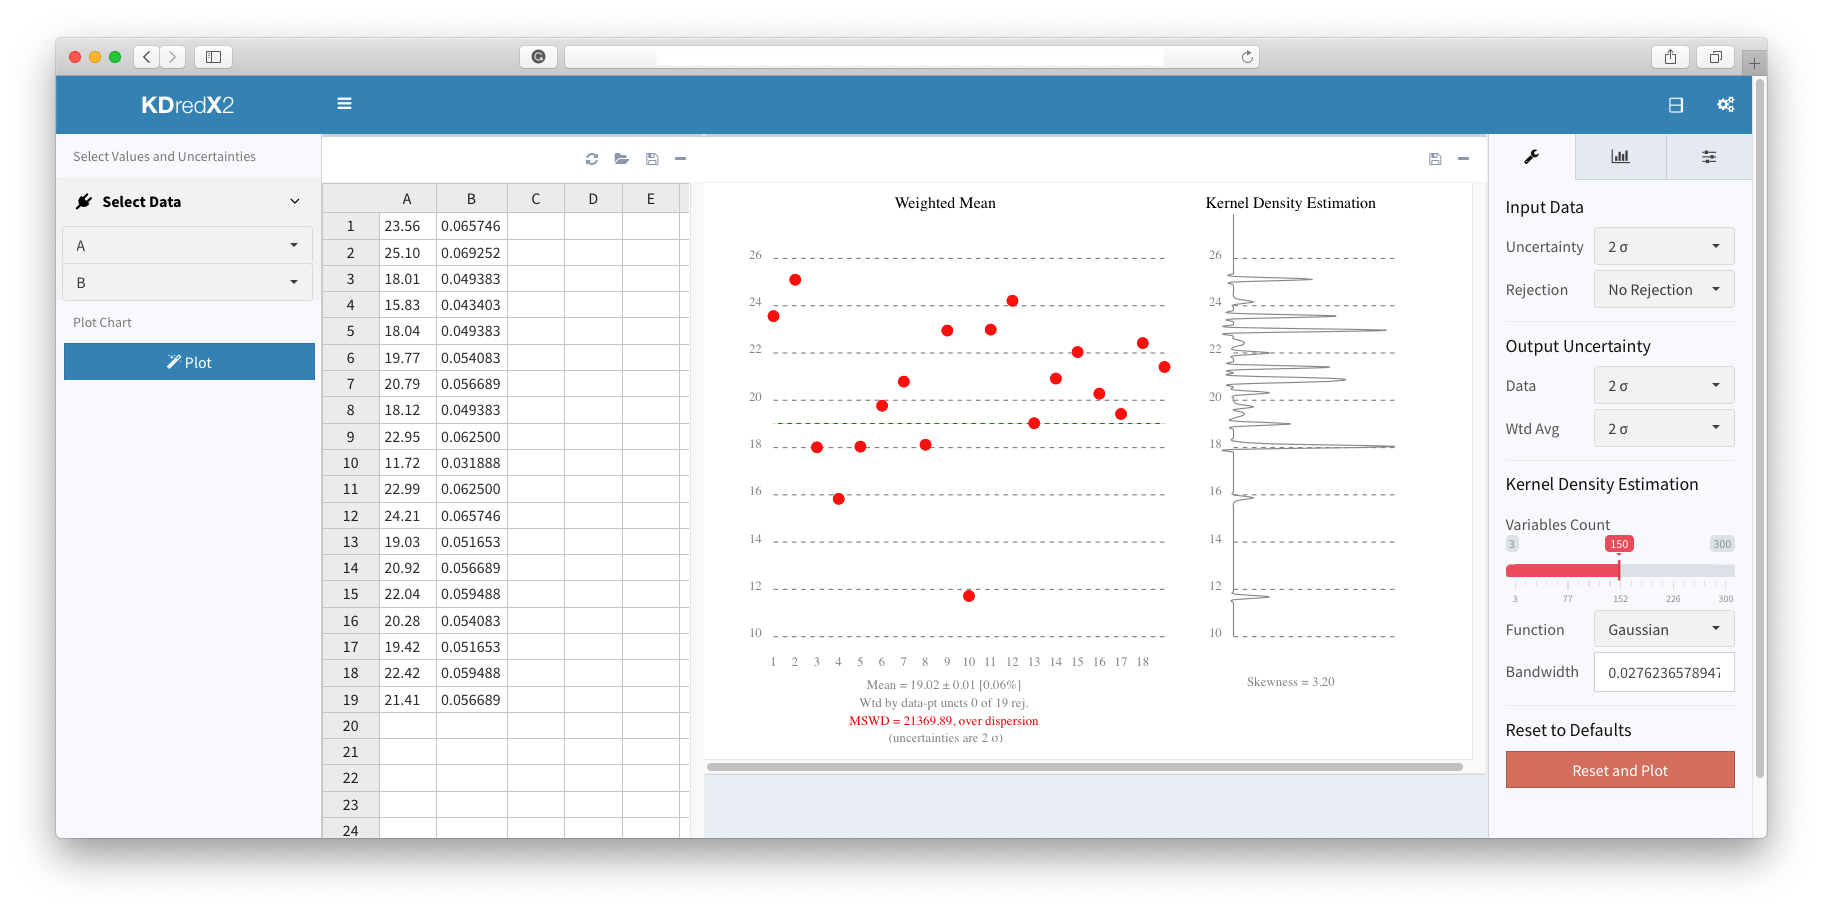 KDredX2
Select Values and Uncertainties
Select Data
A
B
Plot Chart
Plot
A B C D E
1 23.56 0.065746
2 25.10 0.069252
3 18.01 0.049383
4 15.83 0.043403
5 18.04 0.049383
6 19.77 0.054083
7 20.79 0.056689
8 18.12 0.049383
9 22.95 0.062500
10 11.72 0.031888
11 22.99 0.062500
12 24.21 0.065746
13 19.03 0.051653
14 20.92 0.056689
15 22.04 0.059488
16 20.28 0.054083
17 19.42 0.051653
18 22.42 0.059488
19 21.41 0.056689
20
21
22
23
24
Weighted Mean
26
24
22
20
18
16
14
12
10
1 2 3 4 5 6 7 8 9 10 11 12 13 14 15 16 17 18
Mean = 19.02 ± 0.01 [0.06%]
Wtd by data-pt uncts 0 of 19 rej.
MSWD = 21369.89, over dispersion
(uncertainties are 2 σ)
Kernel Density Estimation
26
24
22
20
18
16
14
12
10
Skewness = 3.20
Input Data
Uncertainty 2 σ
Rejection No Rejection
Output Uncertainty
Data 2 σ
Wtd Avg 2 σ
Kernel Density Estimation
Variables Count
3 150 300
3 77 152 226 300
Function Gaussian
Bandwidth 0.0276236578947
Reset to Defaults
Reset and Plot